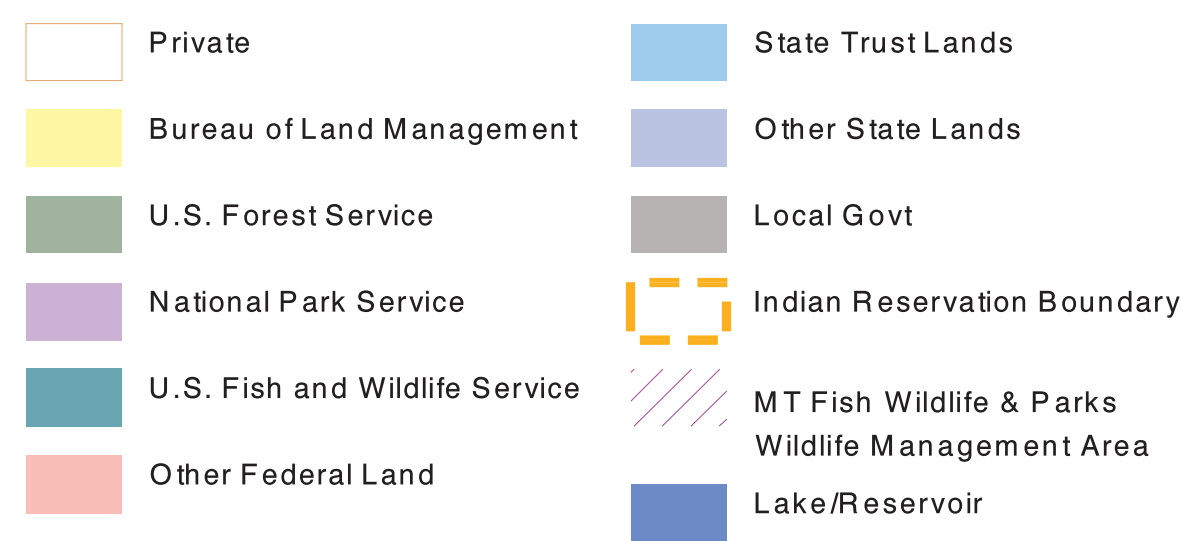 Private
Bureau of Land Management
U.S. Forest Service
National Park Service
U.S. Fish and Wildlife Service
Other Federal Land
State Trust Lands
Other State Lands
Local Govt
Indian Reservation Boundary
MT Fish Wildlife & Parks
Wildlife Management Area
Lake/Reservoir